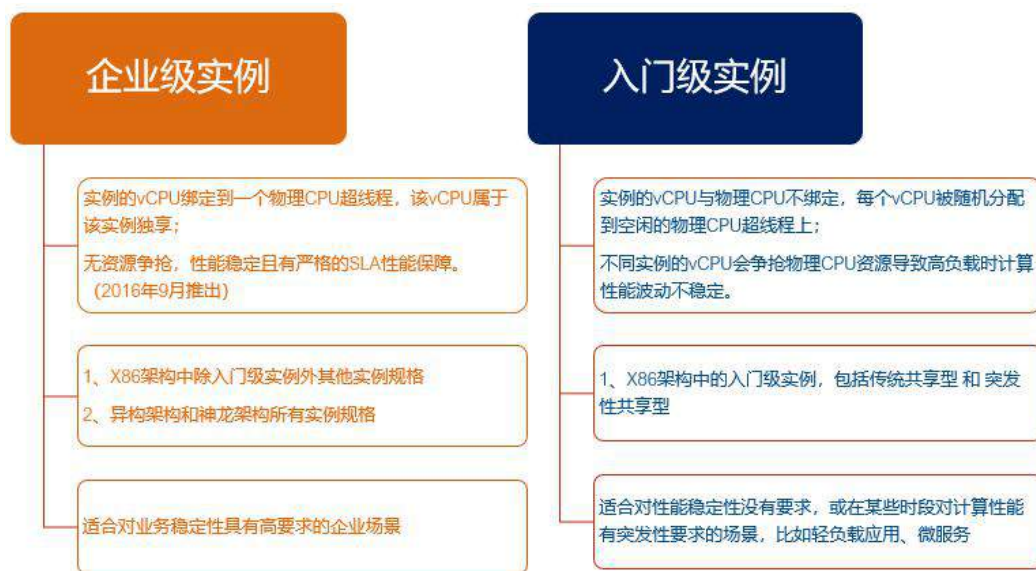 企业级实例
实例的vCPU绑定到一个物理CPU超线程，该vCPU属于
该实例独享；
无资源争抢，性能稳定且有严格的SLA性能保障。
（2016年9月推出）
1、X86架构中除入门级实例外其他实例规格
2、异构架构和神龙架构所有实例规格
适合对业务稳定性具有高要求的企业场景
入门级实例
实例的vCPU与物理CPU不绑定，每个vCPU被随机分配
到空闲的物理CPU超线程上；
不同实例的vCPU会争抢物理CPU资源导致高负载时计算
性能波动不稳定。
1、X86架构中的入门级实例，包括传统共享型 和 突发
性共享型
适合对性能稳定性没有要求，或在某些时段对计算性能
有突发性要求的场景，比如轻负载应用、微服务